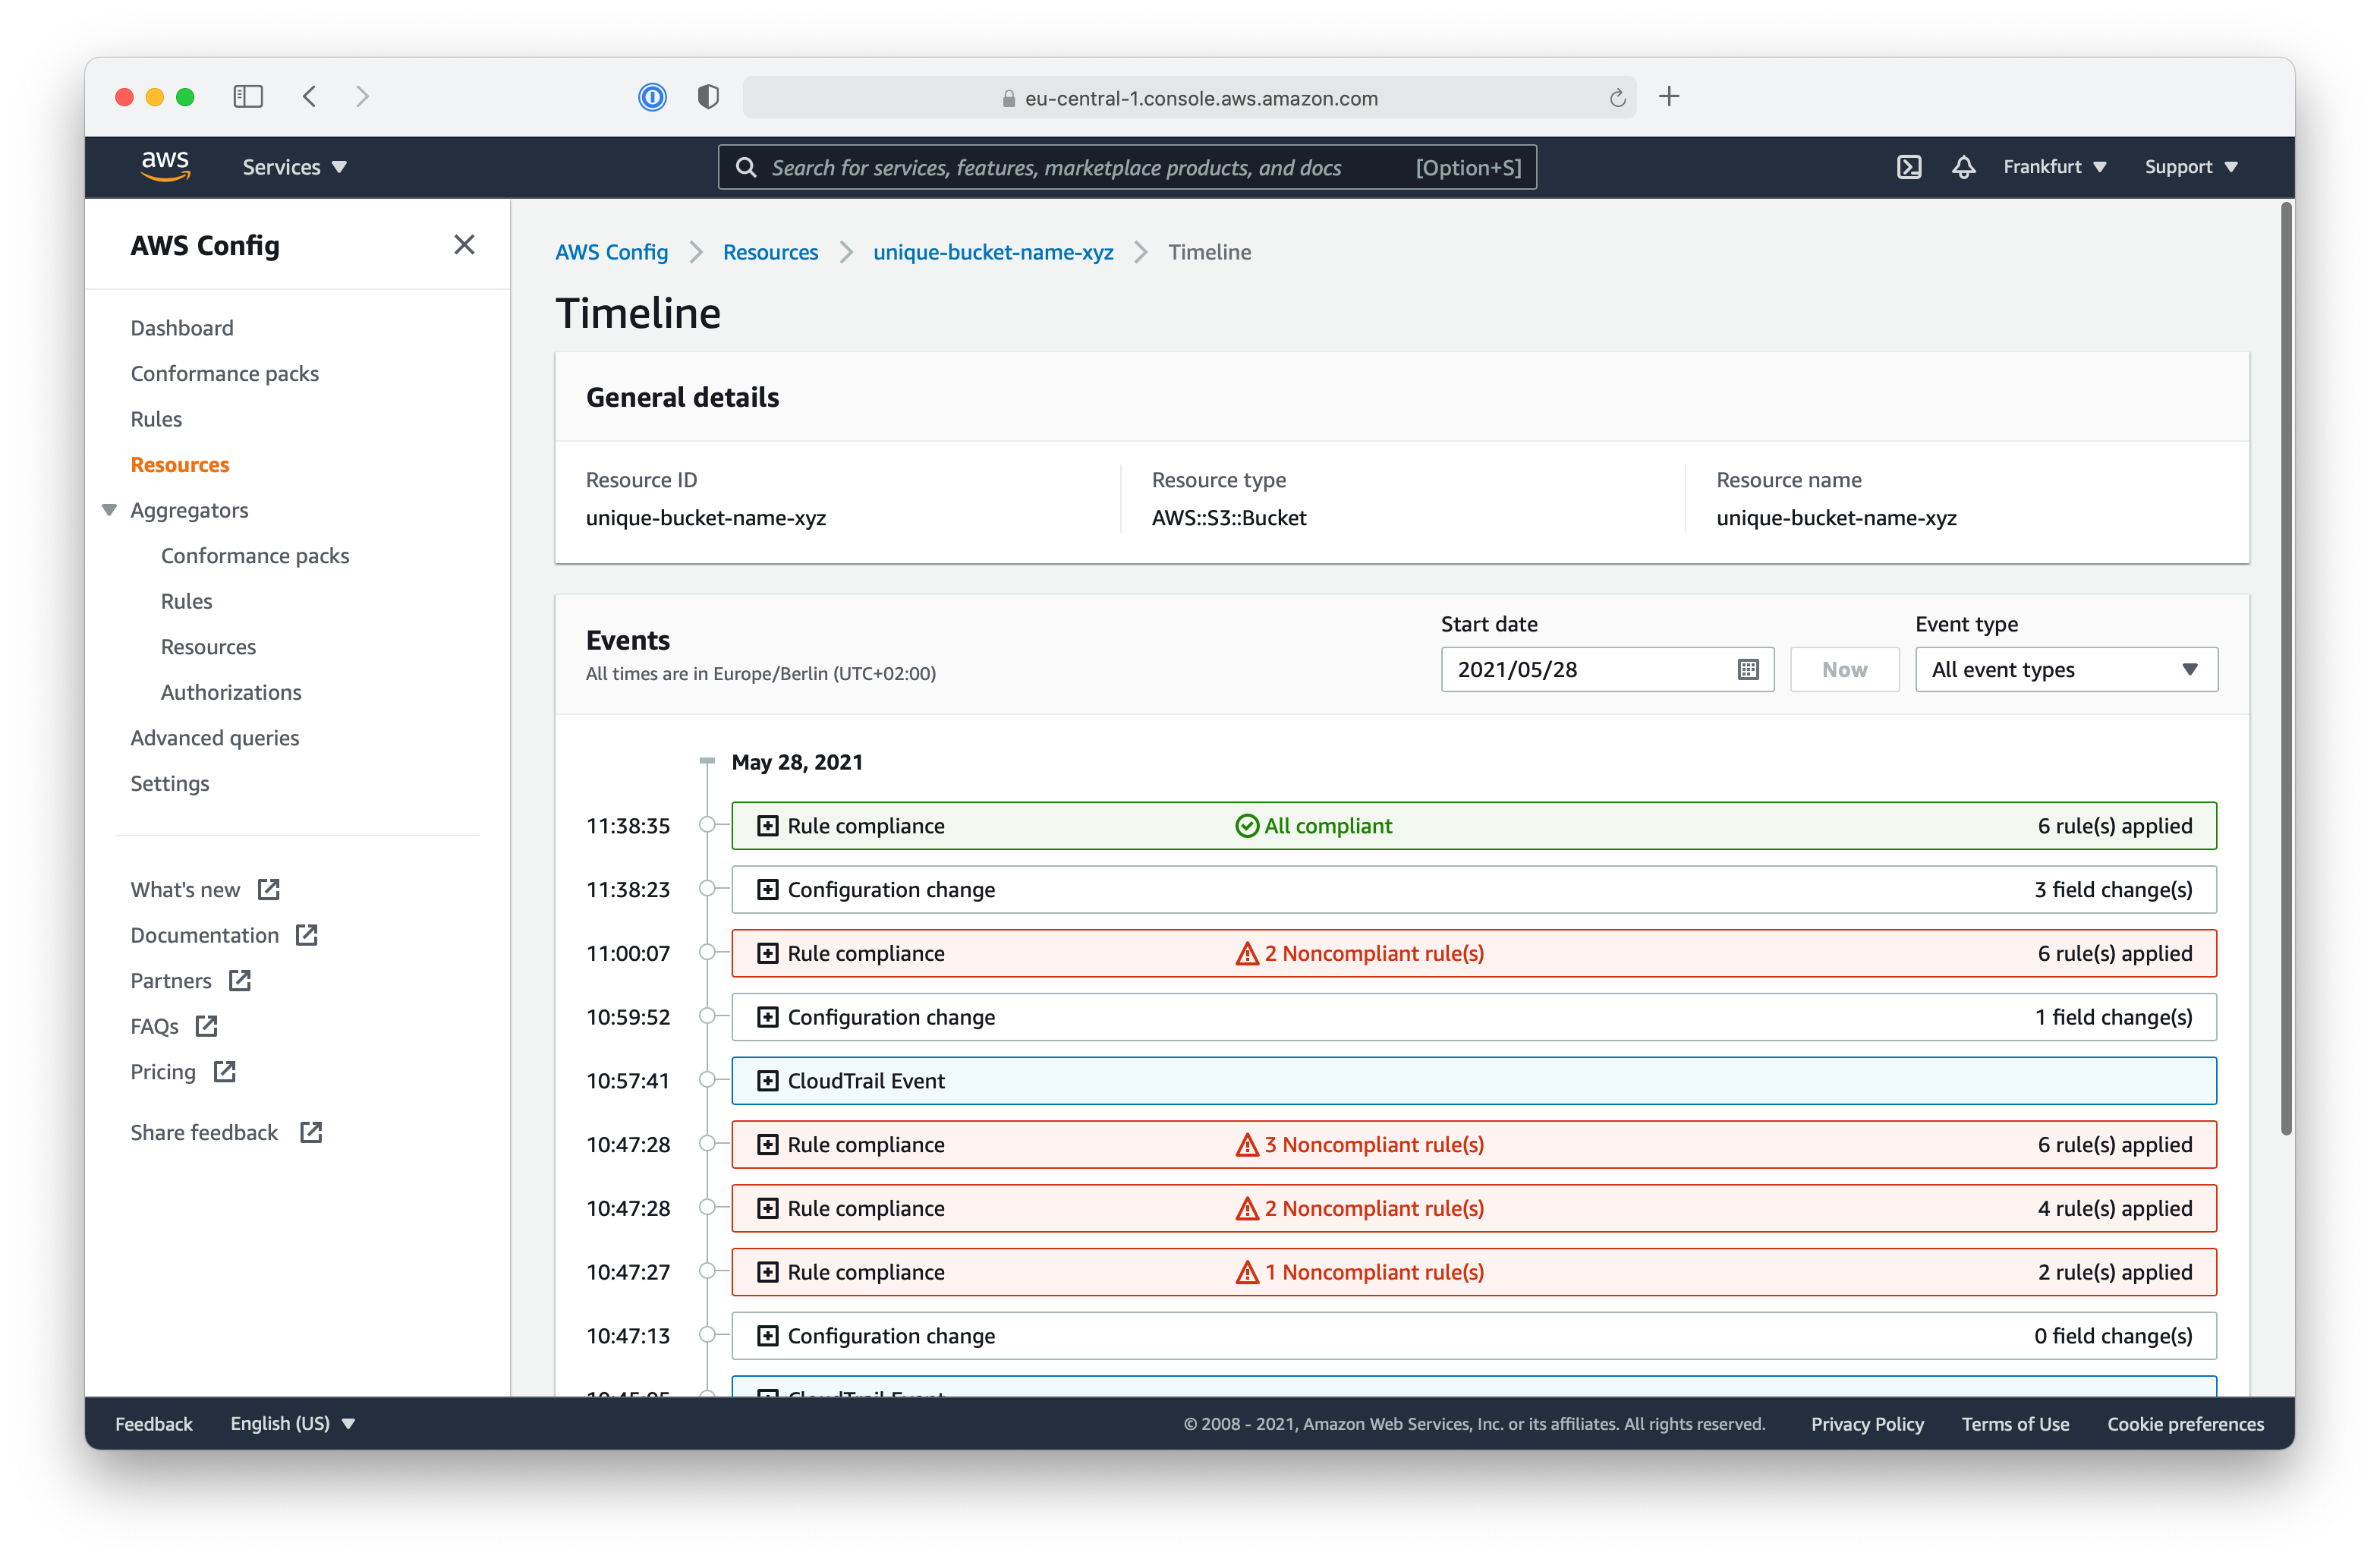 eu-central-1.console.aws.amazon.com
aws Services Search for services, features, marketplace products, and docs [Option+S] Frankfurt Support
AWS Config
Dashboard
Conformance packs
Rules
Resources
Aggregators
Conformance packs
Rules
Resources
Authorizations
Advanced queries
Settings
What's new
Documentation
Partners
FAQs
Pricing
Share feedback
AWS Config Resources unique-bucket-name-xyz Timeline
Timeline
General details
Resource ID Resource type Resource name
unique-bucket-name-xyz AWS::S3::Bucket unique-bucket-name-xyz
Events
All times are in Europe/Berlin (UTC+02:00)
Start date
2021/05/28 Now
Event type
All event types
May 28, 2021
11:38:35 Rule compliance All compliant 6 rule(s) applied
11:38:23 Configuration change 3 field change(s)
11:00:07 Rule compliance 2 Noncompliant rule(s) 6 rule(s) applied
10:59:52 Configuration change 1 field change(s)
10:57:41 CloudTrail Event
10:47:28 Rule compliance 3 Noncompliant rule(s) 6 rule(s) applied
10:47:28 Rule compliance 2 Noncompliant rule(s) 4 rule(s) applied
10:47:27 Rule compliance 1 Noncompliant rule(s) 2 rule(s) applied
10:47:13 Configuration change 0 field change(s)
CloudTrail Event
Feedback English (US) © 2008 - 2021, Amazon Web Services, Inc. or its affiliates. All rights reserved. Privacy Policy Terms of Use Cookie preferences